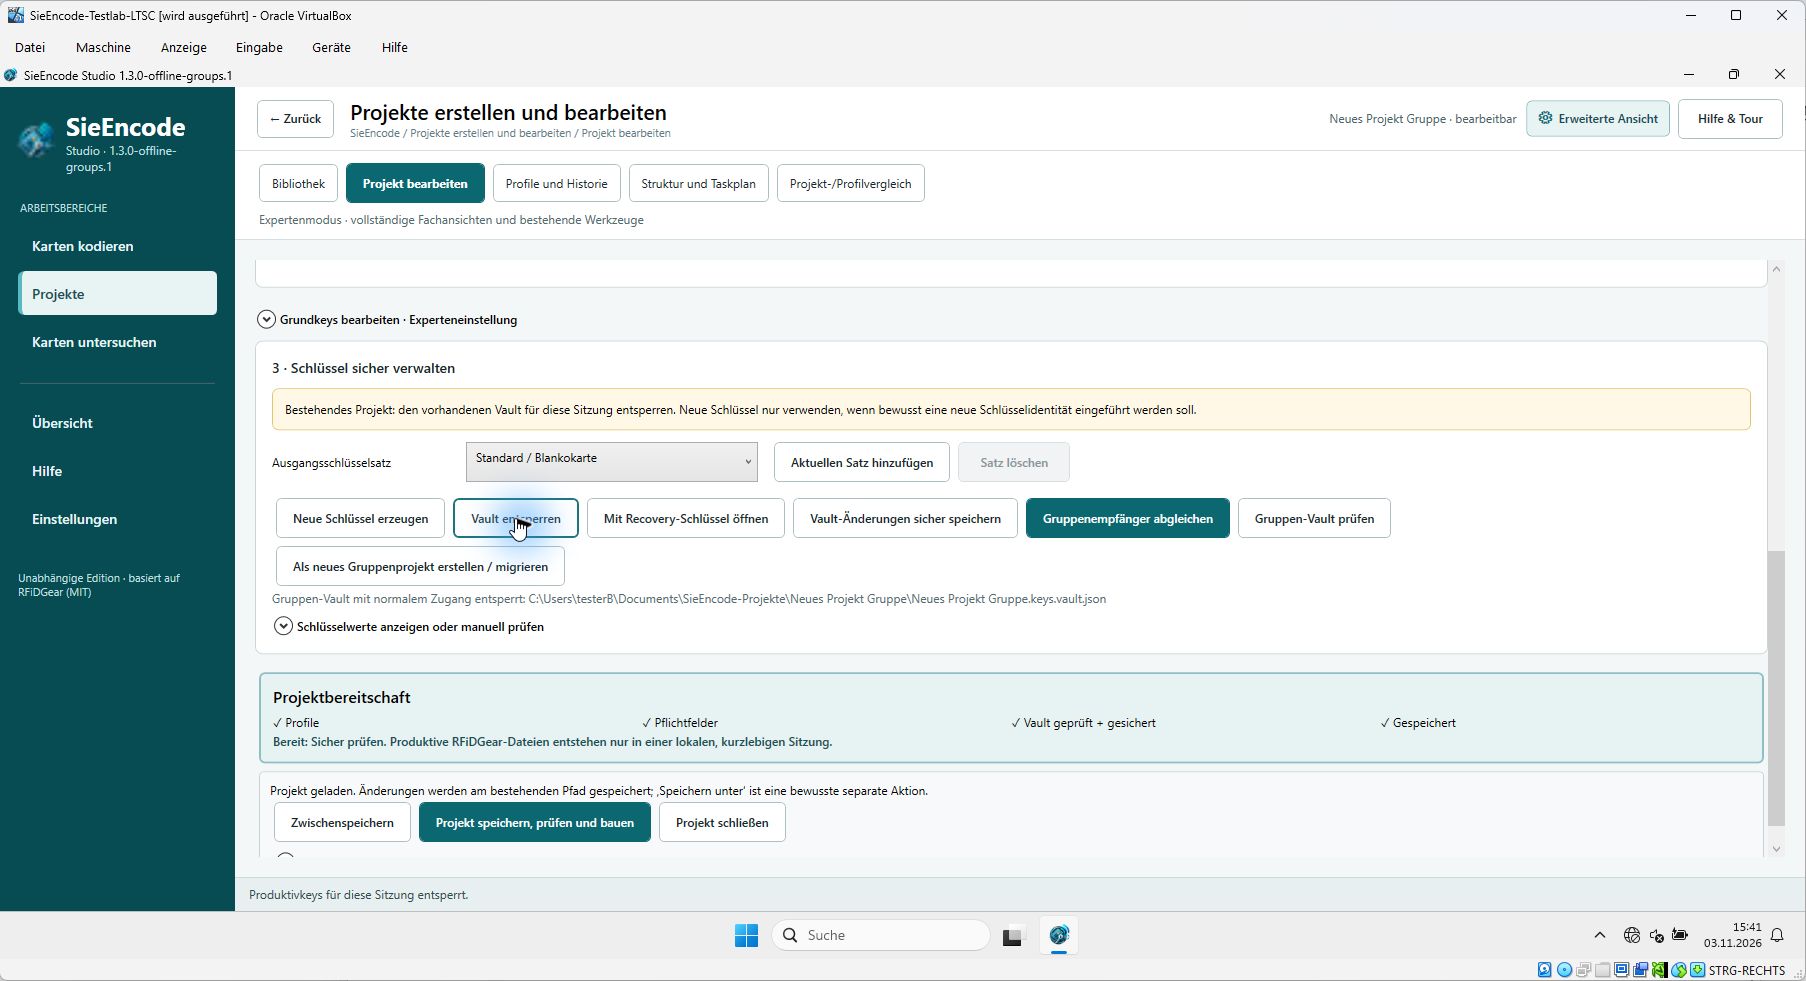 SieEncode-Testlab-LTSC [wird ausgeführt] - Oracle VirtualBox
Datei Maschine Anzeige Eingabe Geräte Hilfe
SieEncode Studio 1.3.0-offline-groups.1
SieEncode
Studio · 1.3.0-offline-
groups.1
ARBEITSBEREICHE
Karten kodieren
Projekte
Karten untersuchen
Übersicht
Hilfe
Einstellungen
Unabhängige Edition · basiert auf
RFiDGear (MIT)
← Zurück
Projekte erstellen und bearbeiten
SieEncode / Projekte erstellen und bearbeiten / Projekt bearbeiten
Neues Projekt Gruppe · bearbeitbar
Erweiterte Ansicht
Hilfe & Tour
Bibliothek
Projekt bearbeiten
Profile und Historie
Struktur und Taskplan
Projekt-/Profilvergleich
Expertenmodus · vollständige Fachansichten und bestehende Werkzeuge
Grundkeys bearbeiten · Experteneinstellung
3 · Schlüssel sicher verwalten
Bestehendes Projekt: den vorhandenen Vault für diese Sitzung entsperren. Neue Schlüssel nur verwenden, wenn bewusst eine neue Schlüsselidentität eingeführt werden soll.
Ausgangsschlüsselsatz
Standard / Blankokarte
Aktuellen Satz hinzufügen
Satz löschen
Neue Schlüssel erzeugen
Vault entsperren
Mit Recovery-Schlüssel öffnen
Vault-Änderungen sicher speichern
Gruppenempfänger abgleichen
Gruppen-Vault prüfen
Als neues Gruppenprojekt erstellen / migrieren
Gruppen-Vault mit normalem Zugang entsperrt: C:\Users\testerB\Documents\SieEncode-Projekte\Neues Projekt Gruppe\Neues Projekt Gruppe.keys.vault.json
Schlüsselwerte anzeigen oder manuell prüfen
Projektbereitschaft
✓ Profile
✓ Pflichtfelder
✓ Vault geprüft + gesichert
✓ Gespeichert
Bereit: Sicher prüfen. Produktive RFiDGear-Dateien entstehen nur in einer lokalen, kurzlebigen Sitzung.
Projekt geladen. Änderungen werden am bestehenden Pfad gespeichert; ‚Speichern unter‘ ist eine bewusste separate Aktion.
Zwischenspeichern
Projekt speichern, prüfen und bauen
Projekt schließen
Produktivkeys für diese Sitzung entsperrt.
Suche
15:41
03.11.2026
STRG-RECHTS